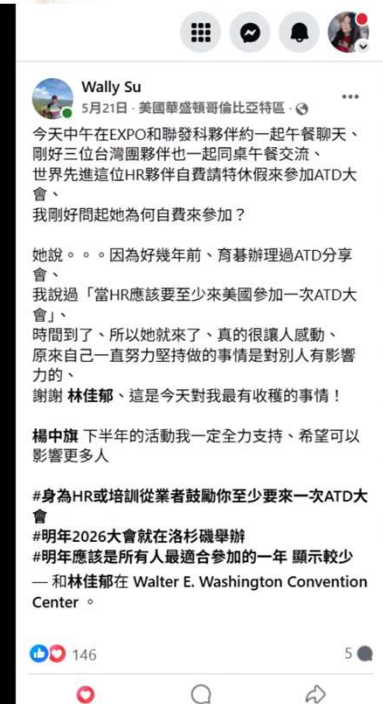 Wally Su
5月21日 · 美國華盛頓哥倫比亞特區 ·
今天中午在EXPO和聯發科夥伴約一起午餐聊天、
剛好三位台灣團夥伴也一起同桌午餐交流、
世界先進這位HR夥伴自費請特休假來參加ATD大
會、
我剛好問起她為何自費來參加？
她說。。。因為好幾年前、育碁辦理過ATD分享
會、
我說過「當HR應該要至少來美國參加一次ATD大
會」、
時間到了、所以她就來了、真的很讓人感動、
原來自己一直努力堅持做的事情是對別人有影響
力的、
謝謝 林佳郁、這是今天對我最有收穫的事情！
楊中旗 下半年的活動我一定全力支持、希望可以
影響更多人
#身為HR或培訓從業者鼓勵你至少要來一次ATD大
會
#明年2026大會就在洛杉磯舉辦
#明年應該是所有人最適合參加的一年 顯示較少
— 和林佳郁在 Walter E. Washington Convention
Center 。
146
5